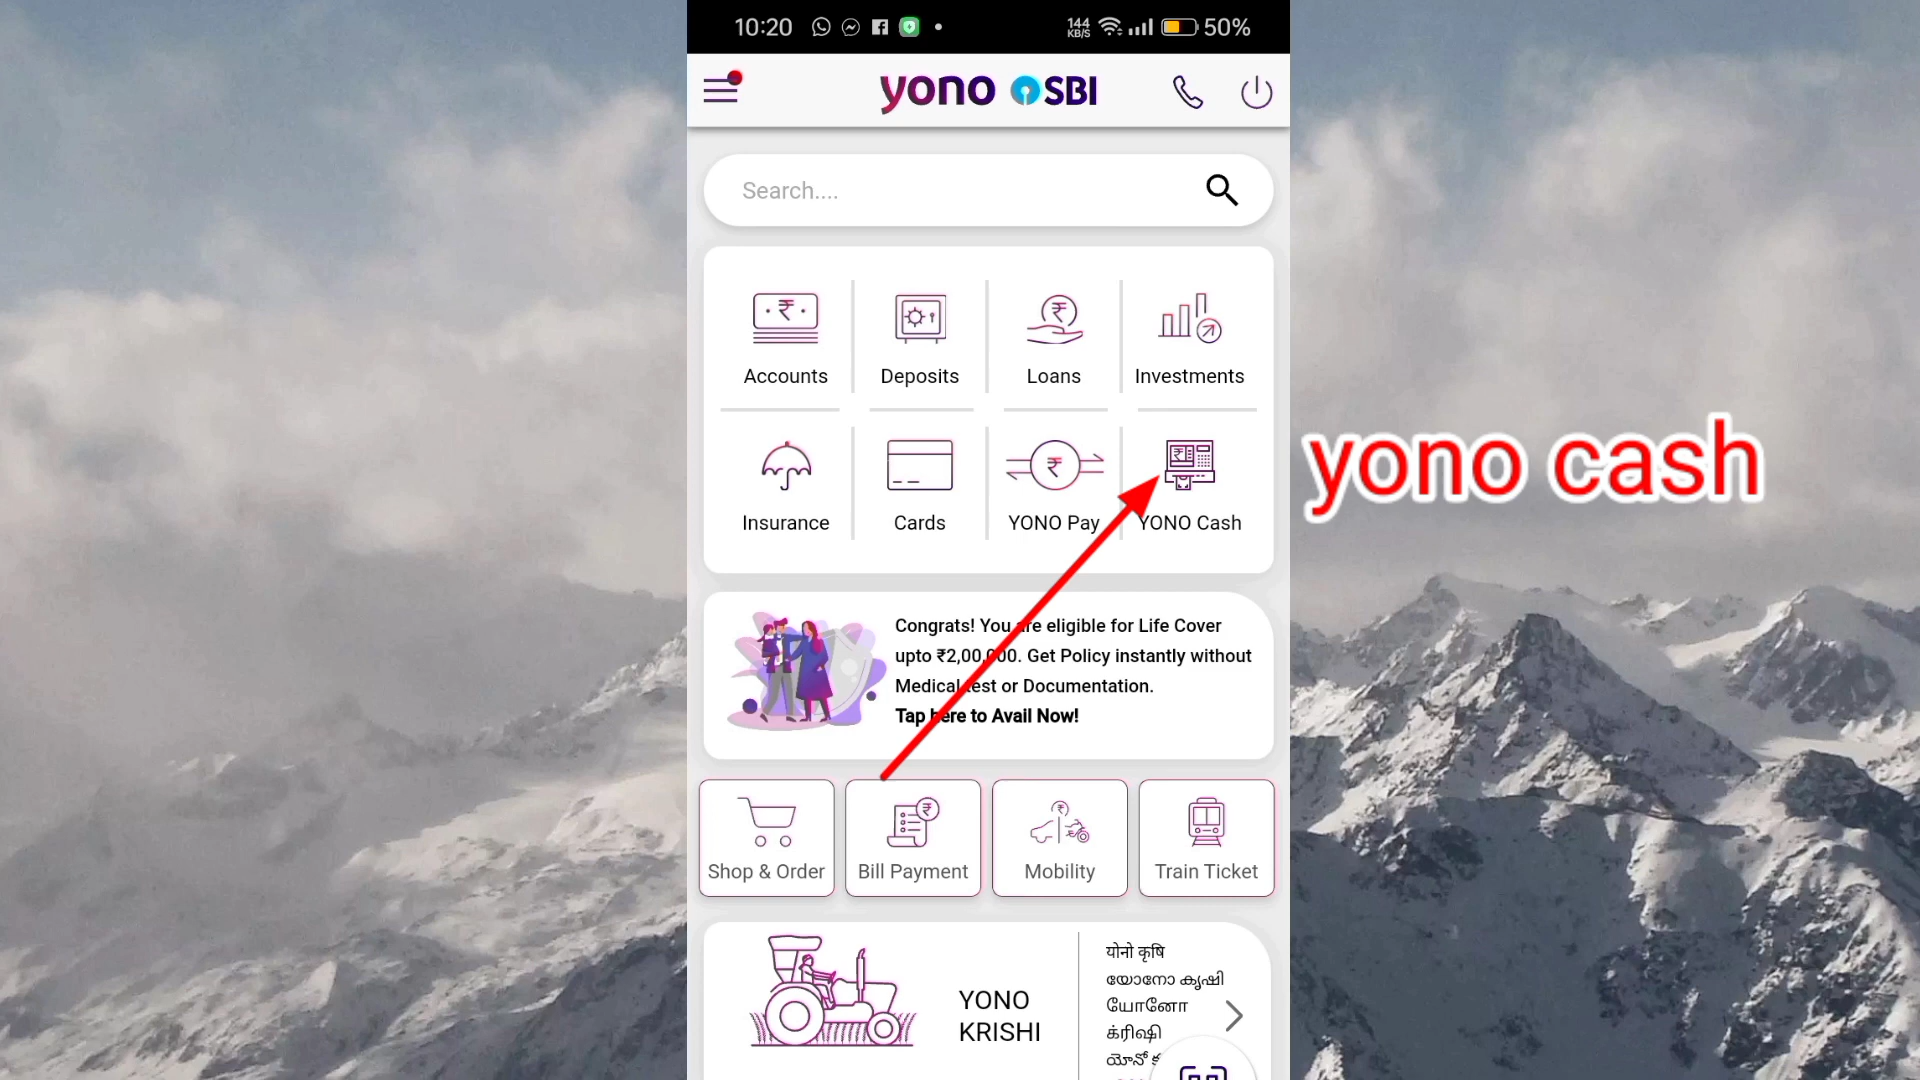 10:20
144
KB/S
50%
yono SBI
Search....
Accounts
Deposits
Loans
Investments
Insurance
Cards
YONO Pay
YONO Cash
yono cash
Congrats! You are eligible for Life Cover
upto ₹2,00,000. Get Policy instantly without
Medical test or Documentation.
Tap here to Avail Now!
Shop & Order
Bill Payment
Mobility
Train Ticket
YONO
KRISHI
योनो कृषि
യോനോ കൃഷി
யோனோ
க்ரிஷி
యోనో